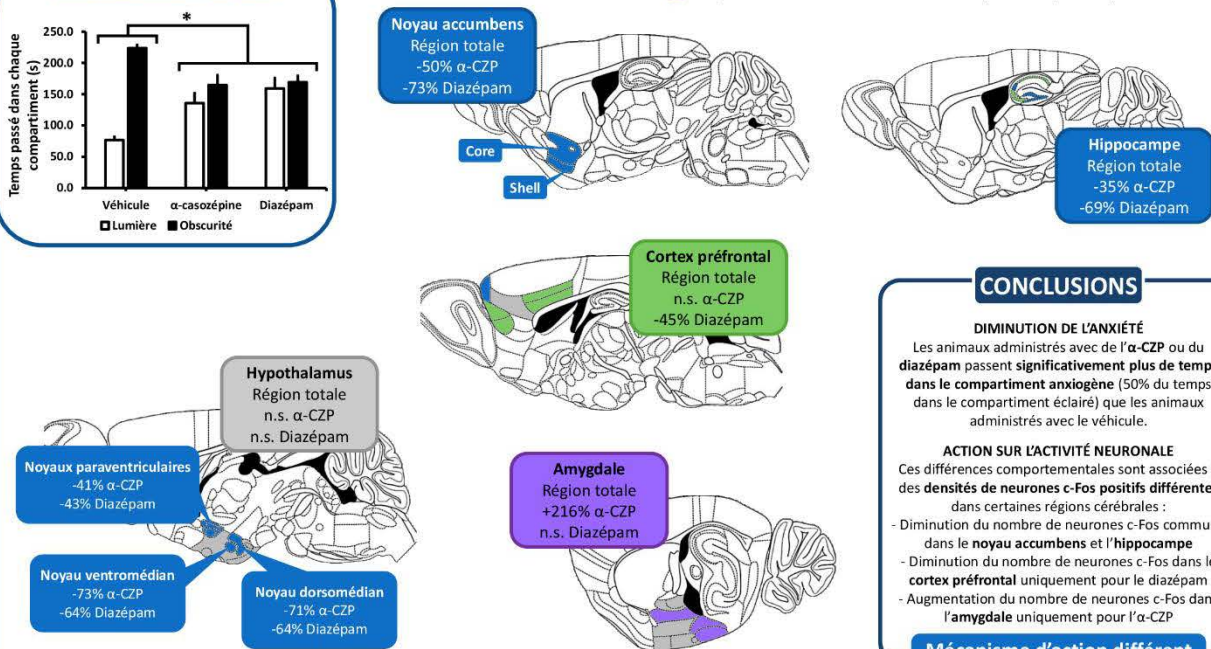 *
Temps passé dans chaque
compartiment (s)
250.0
200.0
150.0
100.0
50.0
0.0
Véhicule α-casozépine Diazépam
Lumière Obscurité
Noyau accumbens
Région totale
-50% α-CZP
-73% Diazépam
Core
Shell
Hippocampe
Région totale
-35% α-CZP
-69% Diazépam
Cortex préfrontal
Région totale
n.s. α-CZP
-45% Diazépam
Hypothalamus
Région totale
n.s. α-CZP
n.s. Diazépam
Noyaux paraventriculaires
-41% α-CZP
-43% Diazépam
Noyau ventromédian
-73% α-CZP
-64% Diazépam
Noyau dorsomédian
-71% α-CZP
-64% Diazépam
Amygdale
Région totale
+216% α-CZP
n.s. Diazépam
CONCLUSIONS
DIMINUTION DE L'ANXIÉTÉ
Les animaux administrés avec de l'α-CZP ou du
diazépam passent significativement plus de temp
dans le compartiment anxiogène (50% du temps
dans le compartiment éclairé) que les animaux
administrés avec le véhicule.
ACTION SUR L'ACTIVITÉ NEURONALE
Ces différences comportementales sont associées
des densités de neurones c-Fos positifs différente
dans certaines régions cérébrales :
- Diminution du nombre de neurones c-Fos commu
dans le noyau accumbens et l'hippocampe
- Diminution du nombre de neurones c-Fos dans le
cortex préfrontal uniquement pour le diazépam
- Augmentation du nombre de neurones c-Fos dan
l'amygdale uniquement pour l'α-CZP
Mécanisme d'action différent